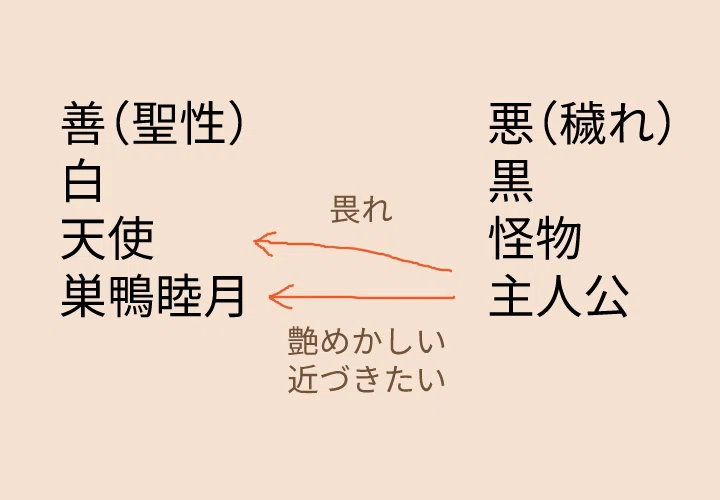 善（聖性）
白
天使
巣鴨睦月
悪（穢れ）
黒
怪物
主人公
畏れ
艶めかしい
近づきたい